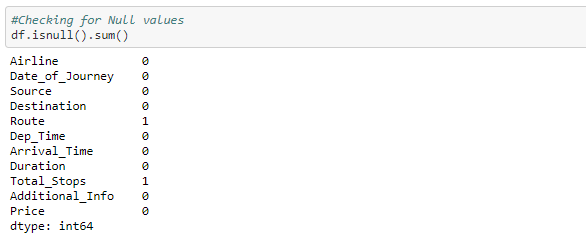 #Checking for Null values
df.isnull().sum()
Airline 0
Date_of_Journey 0
Source 0
Destination 0
Route 1
Dep_Time 0
Arrival_Time 0
Duration 0
Total_Stops 1
Additional_Info 0
Price 0
dtype: int64